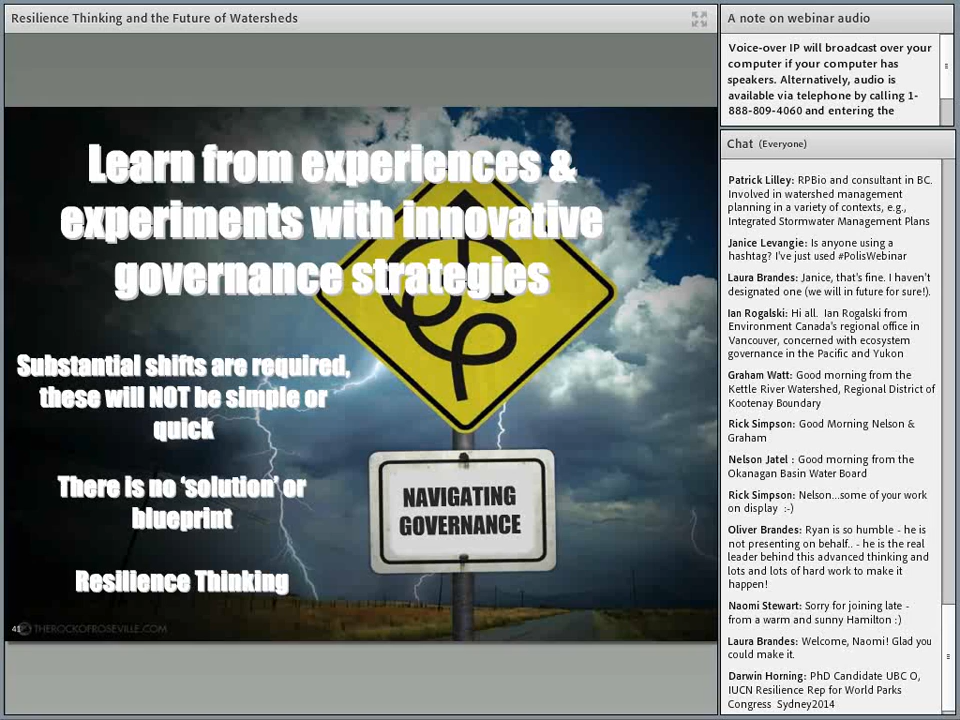 Resilience Thinking and the Future of Watersheds
Learn from experiences &
experiments with innovative
governance strategies
Substantial shifts are required,
these will NOT be simple or
quick
There is no ‘solution’ or
blueprint
Resilience Thinking
NAVIGATING
GOVERNANCE
41
THEROCKOFROSEVILLE.COM
A note on webinar audio
Voice-over IP will broadcast over your
computer if your computer has
speakers. Alternatively, audio is
available via telephone by calling 1-
888-809-4060 and entering the
Chat (Everyone)
Patrick Lilley: RPBio and consultant in BC.
Involved in watershed management
planning in a variety of contexts, e.g.,
Integrated Stormwater Management Plans
Janice Levangie: Is anyone using a
hashtag? I've just used #PolisWebinar
Laura Brandes: Janice, that's fine. I haven't
designated one (we will in future for sure!).
Ian Rogalski: Hi all. Ian Rogalski from
Environment Canada's regional office in
Vancouver, concerned with ecosystem
governance in the Pacific and Yukon
Graham Watt: Good morning from the
Kettle River Watershed, Regional District of
Kootenay Boundary
Rick Simpson: Good Morning Nelson &
Graham
Nelson Jatel : Good morning from the
Okanagan Basin Water Board
Rick Simpson: Nelson...some of your work
on display :-)
Oliver Brandes: Ryan is so humble - he is
not presenting on behalf.. - he is the real
leader behind this advanced thinking and
lots and lots of hard work to make it
happen!
Naomi Stewart: Sorry for joining late -
from a warm and sunny Hamilton :)
Laura Brandes: Welcome, Naomi! Glad you
could make it.
Darwin Horning: PhD Candidate UBC O,
IUCN Resilience Rep for World Parks
Congress Sydney2014